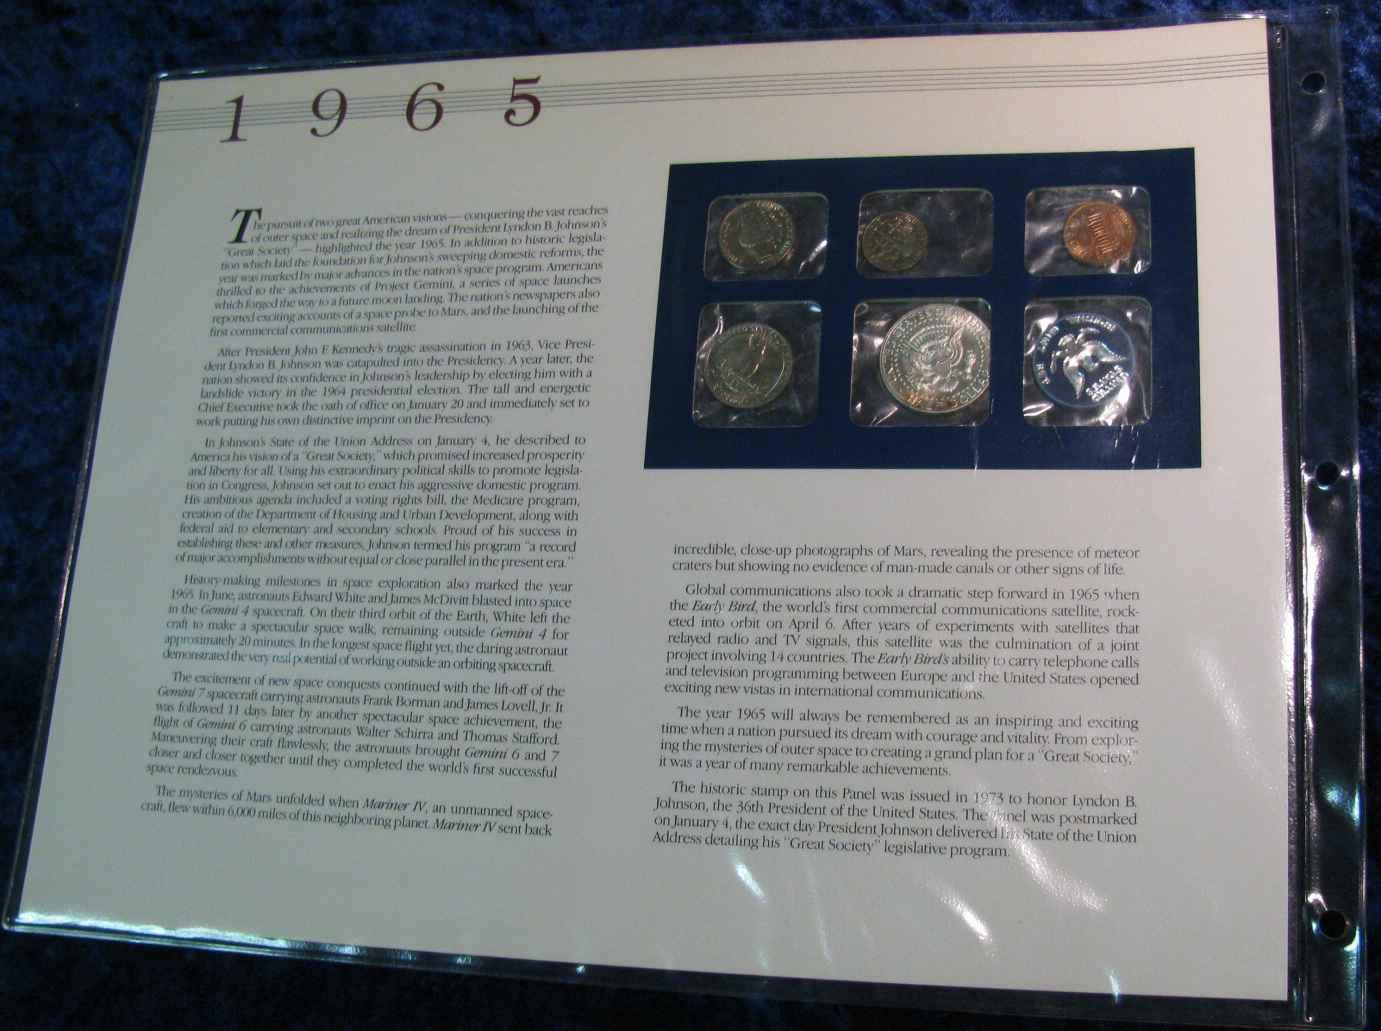 1965
The pursuit of two great American visions — conquering the vast reaches
of outer space and realizing the dream of President Lyndon B. Johnson's
"Great Society" — highlighted the year 1965. In addition to historic legisla-
tion which laid the foundation for Johnson's sweeping domestic reforms, the
year was marked by major advances in the nation's space program. Americans
thrilled to the achievements of Project Gemini, a series of space launches
which forged the way to a future moon landing. The nation's newspapers also
reported exciting accounts of a space probe to Mars, and the launching of the
first commercial communications satellite.
After President John F. Kennedy's tragic assassination in 1963, Vice Presi-
dent Lyndon B. Johnson was catapulted into the Presidency. A year later, the
nation showed its confidence in Johnson's leadership by electing him with a
landslide victory in the 1964 presidential election. The tall and energetic
Chief Executive took the oath of office on January 20 and immediately set to
work putting his own distinctive imprint on the Presidency.
In Johnson's State of the Union Address on January 4, he described to
America his vision of a "Great Society," which promised increased prosperity
and liberty for all. Using his extraordinary political skills to promote legisla-
tion in Congress, Johnson set out to enact his aggressive domestic program.
His ambitious agenda included a voting rights bill, the Medicare program,
creation of the Department of Housing and Urban Development, along with
federal aid to elementary and secondary schools. Proud of his success in
establishing these and other measures, Johnson termed his program "a record
of major accomplishments without equal or close parallel in the present era."
History-making milestones in space exploration also marked the year
1965. In June, astronauts Edward White and James McDivitt blasted into space
in the Gemini 4 spacecraft. On their third orbit of the Earth, White left the
craft to make a spectacular space walk, remaining outside Gemini 4 for
approximately 20 minutes. In the longest space flight yet, the daring astronaut
demonstrated the very real potential of working outside an orbiting spacecraft.
The excitement of new space conquests continued with the lift-off of the
Gemini 7 spacecraft carrying astronauts Frank Borman and James Lovell, Jr. It
was followed 11 days later by another spectacular space achievement, the
flight of Gemini 6 carrying astronauts Walter Schirra and Thomas Stafford.
Maneuvering their craft flawlessly, the astronauts brought Gemini 6 and 7
closer and closer together until they completed the world's first successful
space rendezvous.
The mysteries of Mars unfolded when Mariner IV, an unmanned space-
craft, flew within 6,000 miles of this neighboring planet. Mariner IV sent back
incredible, close-up photographs of Mars, revealing the presence of meteor
craters but showing no evidence of man-made canals or other signs of life.
Global communications also took a dramatic step forward in 1965 when
the Early Bird, the world's first commercial communications satellite, rock-
eted into orbit on April 6. After years of experiments with satellites that
relayed radio and TV signals, this satellite was the culmination of a joint
project involving 14 countries. The Early Bird's ability to carry telephone calls
and television programming between Europe and the United States opened
exciting new vistas in international communications.
The year 1965 will always be remembered as an inspiring and exciting
time when a nation pursued its dream with courage and vitality. From explor-
ing the mysteries of outer space to creating a grand plan for a "Great Society,"
it was a year of many remarkable achievements.
The historic stamp on this Panel was issued in 1973 to honor Lyndon B.
Johnson, the 36th President of the United States. The Panel was postmarked
on January 4, the exact day President Johnson delivered his State of the Union
Address detailing his "Great Society" legislative program.